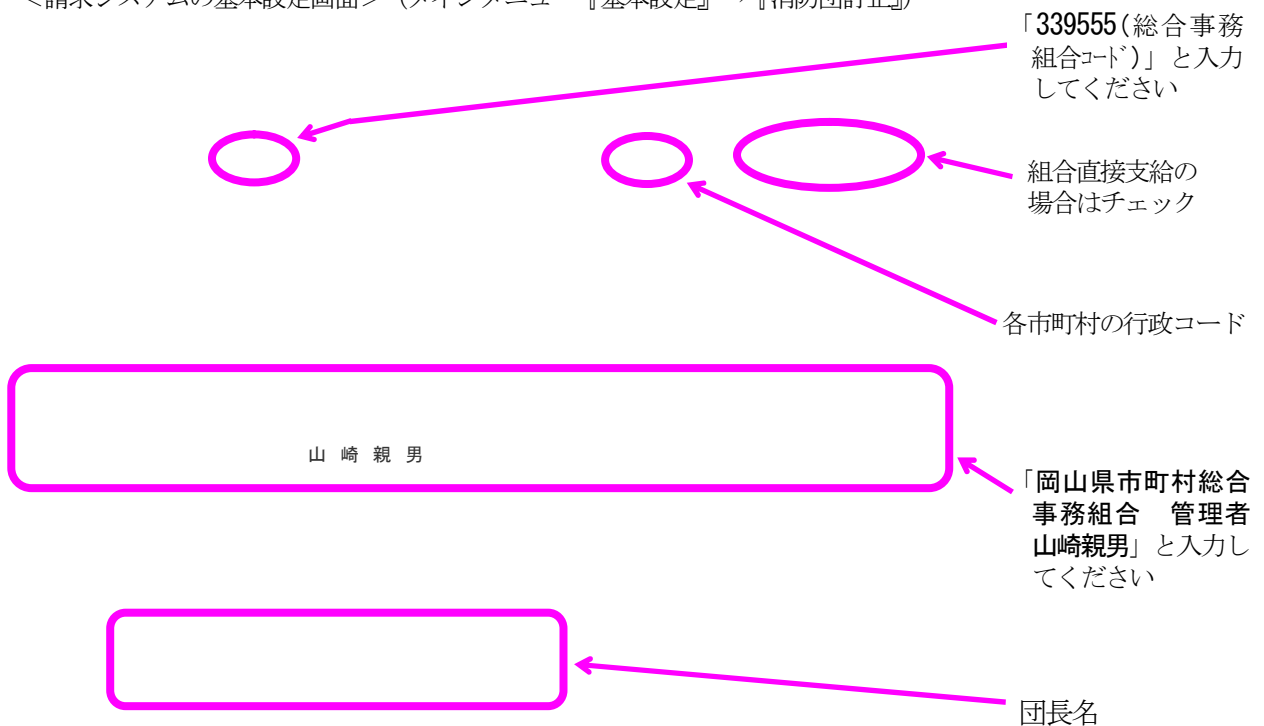 ＜請求システムの基本設定画面＞（メインメニュー『基本設定』→『消防団訂正』）
「339555(総合事務
組合ｺｰﾄﾞ)」と入力
してください
組合直接支給の
場合はチェック
各市町村の行政コード
山崎親男
「岡山県市町村総合
事務組合　管理者
山崎親男」と入力し
てください
団長名